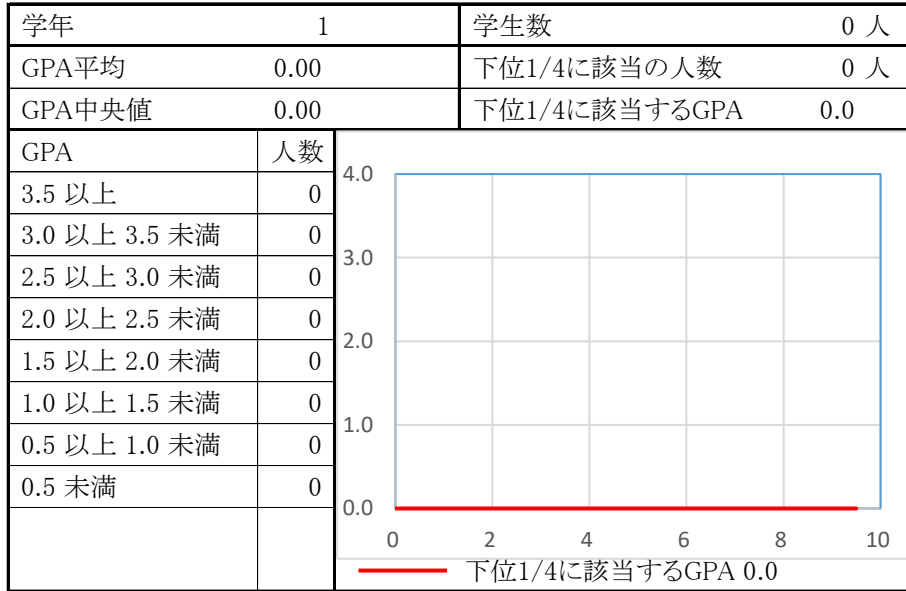 学年 1 学生数 0 人
GPA平均 0.00 下位1/4に該当の人数 0 人
GPA中央値 0.00 下位1/4に該当するGPA 0.0
GPA 人数
3.5 以上 0
3.0 以上 3.5 未満 0
2.5 以上 3.0 未満 0
2.0 以上 2.5 未満 0
1.5 以上 2.0 未満 0
1.0 以上 1.5 未満 0
0.5 以上 1.0 未満 0
0.5 未満 0
4.0
3.0
2.0
1.0
0.0
0 2 4 6 8 10
下位1/4に該当するGPA 0.0